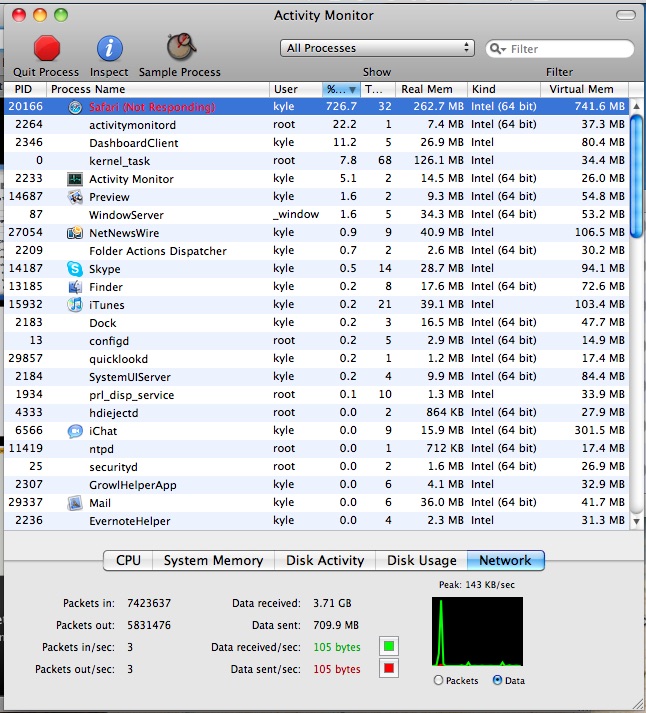 Activity Monitor
Quit Process Inspect Sample Process All Processes Show Filter Filter
PID Process Name User %... T... Real Mem Kind Virtual Mem
20166 Safari (Not Responding) kyle 726.7 32 262.7 MB Intel (64 bit) 741.6 MB
2264 activitymonitord root 22.2 1 7.4 MB Intel (64 bit) 37.3 MB
2346 DashboardClient kyle 11.2 5 26.9 MB Intel 80.4 MB
0 kernel_task root 7.8 68 126.1 MB Intel 34.4 MB
2233 Activity Monitor kyle 5.1 2 14.5 MB Intel (64 bit) 26.0 MB
14687 Preview kyle 1.6 2 9.3 MB Intel (64 bit) 54.8 MB
87 WindowServer _window 1.6 5 34.3 MB Intel (64 bit) 53.2 MB
27054 NetNewsWire kyle 0.9 9 40.9 MB Intel 106.5 MB
2209 Folder Actions Dispatcher kyle 0.7 2 2.6 MB Intel (64 bit) 30.2 MB
14187 Skype kyle 0.5 14 28.7 MB Intel 94.1 MB
13185 Finder kyle 0.2 8 17.6 MB Intel (64 bit) 72.6 MB
15932 iTunes kyle 0.2 21 39.1 MB Intel 103.4 MB
2183 Dock kyle 0.2 3 16.5 MB Intel (64 bit) 47.7 MB
13 configd root 0.2 5 2.9 MB Intel (64 bit) 14.9 MB
29857 quicklookd kyle 0.2 1 1.2 MB Intel (64 bit) 17.4 MB
2184 SystemUIServer kyle 0.2 4 9.9 MB Intel (64 bit) 84.4 MB
1934 prl_disp_service root 0.1 10 1.3 MB Intel 33.9 MB
4333 hdiejectd root 0.0 2 864 KB Intel (64 bit) 27.9 MB
6566 iChat kyle 0.0 9 15.9 MB Intel (64 bit) 301.5 MB
11419 ntpd root 0.0 1 712 KB Intel (64 bit) 17.4 MB
25 securityd root 0.0 2 1.6 MB Intel (64 bit) 26.9 MB
2307 GrowlHelperApp kyle 0.0 6 4.1 MB Intel 32.9 MB
29337 Mail kyle 0.0 6 36.0 MB Intel (64 bit) 41.7 MB
2236 EvernoteHelper kyle 0.0 4 2.3 MB Intel 31.3 MB
CPU System Memory Disk Activity Disk Usage Network
Peak: 143 KB/sec
Packets in: 7423637 Data received: 3.71 GB
Packets out: 5831476 Data sent: 709.9 MB
Packets in/sec: 3 Data received/sec: 105 bytes
Packets out/sec: 3 Data sent/sec: 105 bytes
Packets Data